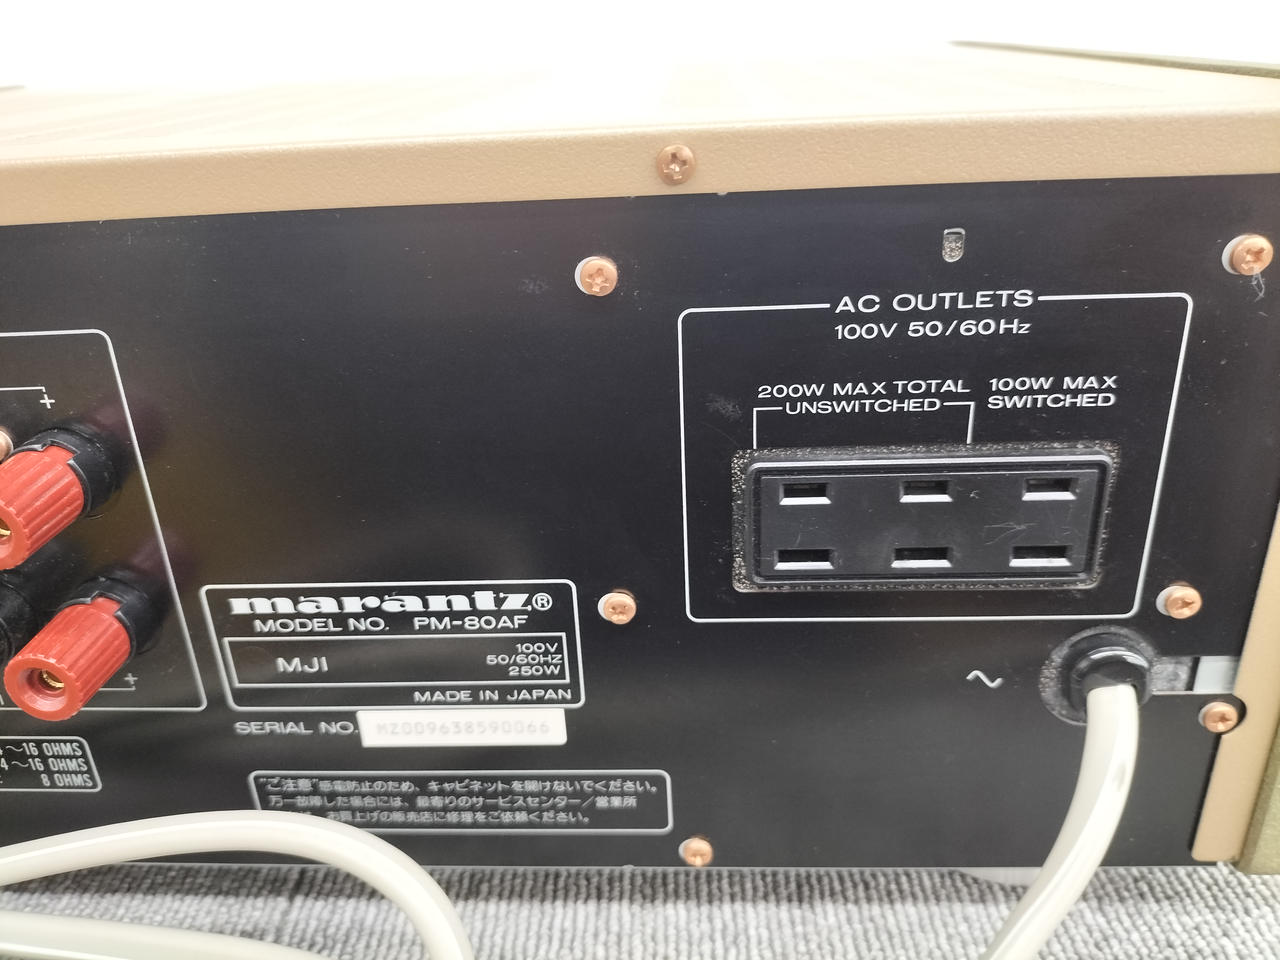 AC OUTLETS
100V 50/60Hz
200W MAX TOTAL
UNSWITCHED
100W MAX
SWITCHED
+
marantz®
MODEL NO. PM-80AF
MJI
100V
50/60HZ
250W
MADE IN JAPAN
SERIAL NO. MZ009638590066
+
4~16 OHMS
4~16 OHMS
8 OHMS
"ご注意"感電防止のため、キャビネットを開けないでください。
万一故障した場合には、最寄りのサービスセンター/営業所
お買上げの販売店に修理をご依頼ください。
~